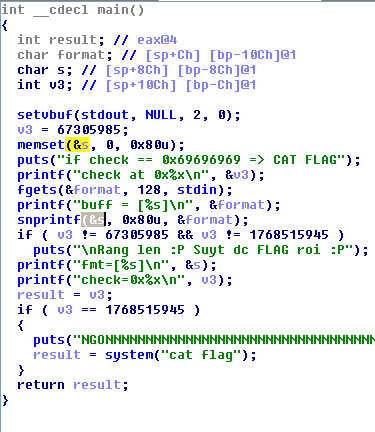 int __cdecl main()
{
int result; // eax@4
char format; // [sp+Ch] [bp-10Ch]@1
char s; // [sp+8Ch] [bp-8Ch]@1
int v3; // [sp+10Ch] [bp-Ch]@1
setvbuf(stdout, NULL, 2, 0);
v3 = 67305985;
memset(&s, 0, 0x80u);
puts("if check == 0x69696969 => CAT FLAG");
printf("check at 0x%x\n", &v3);
fgets(&format, 128, stdin);
printf("buff = [%s]\n", &format);
snprintf(&s, 0x80u, &format);
if ( v3 != 67305985 && v3 != 1768515945 )
puts("\nRang len :P Suyt dc FLAG roi :P");
printf("fmt=[%s]\n", &s);
printf("check=0x%x\n", v3);
result = v3;
if ( v3 == 1768515945 )
{
puts("NGONNNNNNNNNNNNNNNNNNNNNNNNNNNNNNNNNN
result = system("cat flag");
}
return result;
}